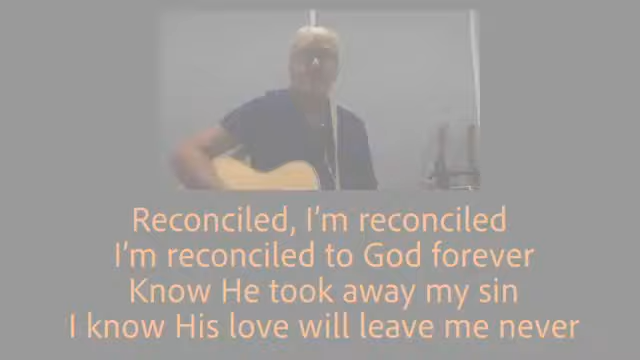 Reconciled, I'm reconciled
I'm reconciled to God forever
Know He took away my sin
I know His love will leave me never